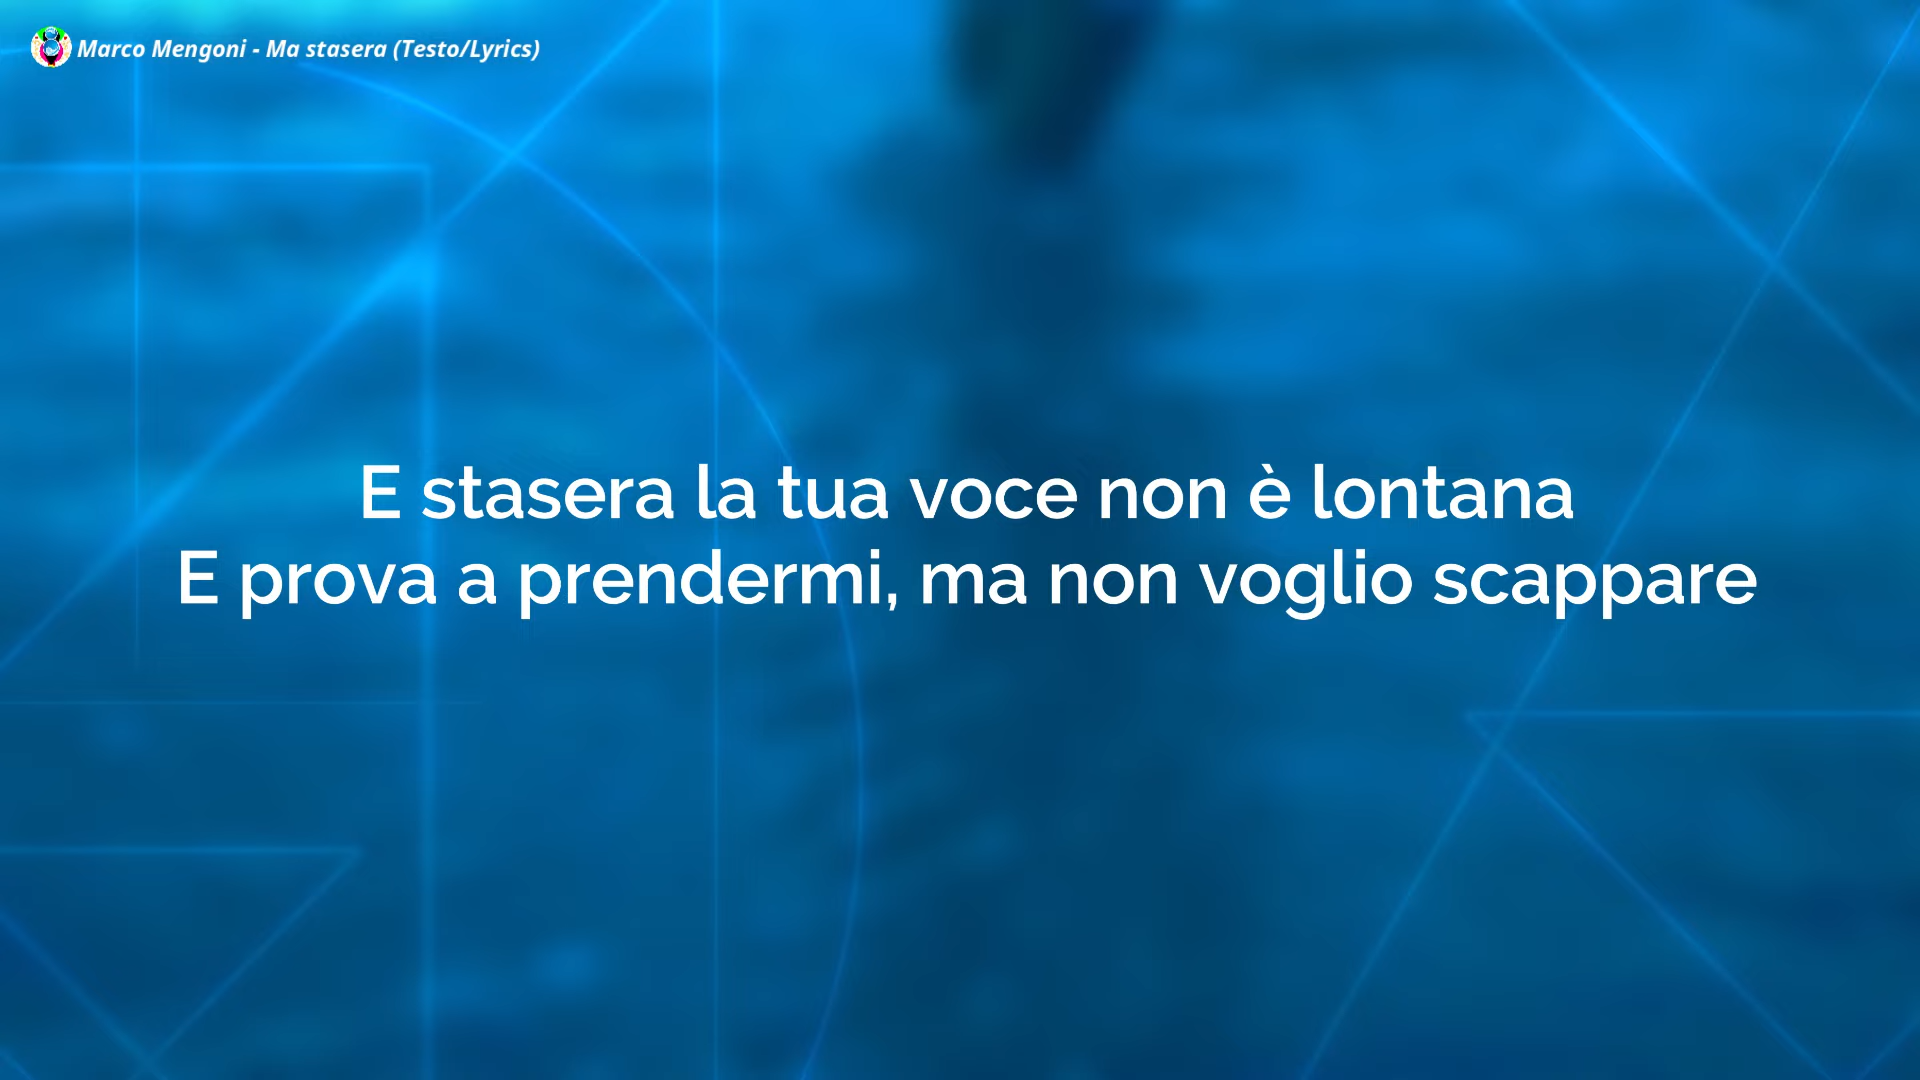 Marco Mengoni - Ma stasera (Testo/Lyrics)
E stasera la tua voce non è lontana
E prova a prendermi, ma non voglio scappare